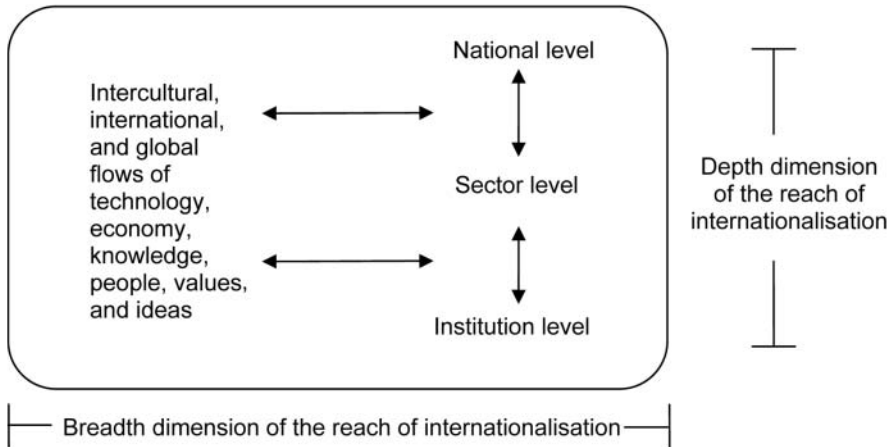 National level
Intercultural,
international,
and global
flows of
technology,
economy,
knowledge,
people, values,
and ideas
Sector level
Institution level
Depth dimension
of the reach of
internationalisation
Breadth dimension of the reach of internationalisation